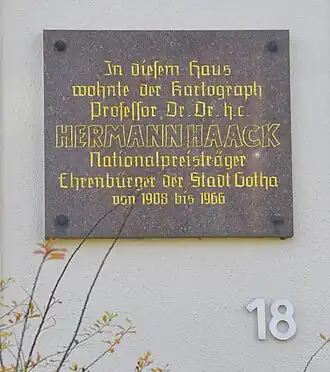 In diesem Haus
wohnte der Kartograph
Professor Dr. Dr. h.c.
HERMANN HAACK
Nationalpreisträger
Ehrenbürger der Stadt Gotha
von 1908 bis 1966
18